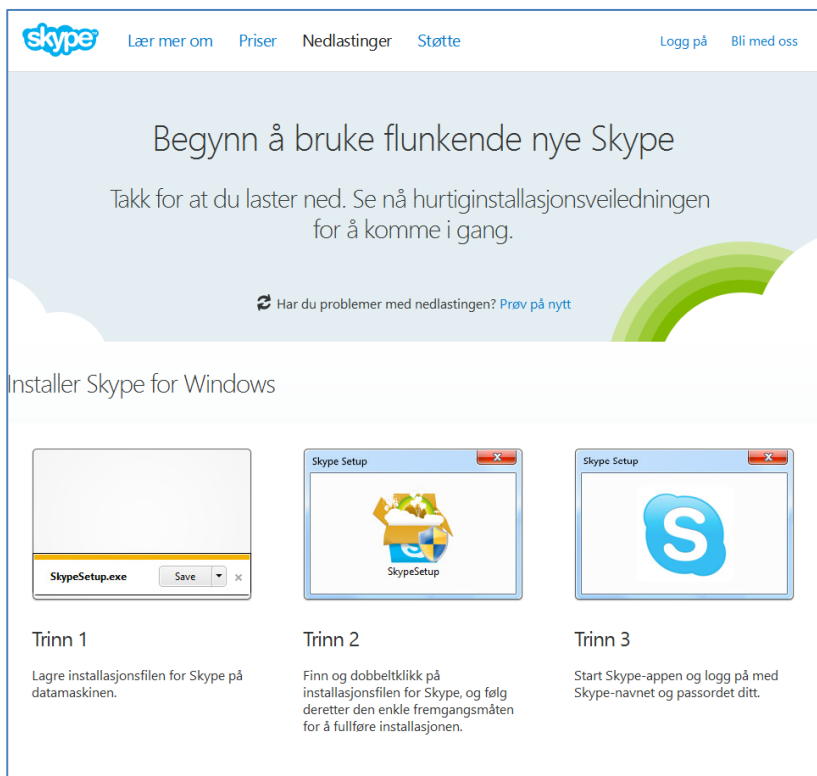 skype Lær mer om Priser Nedlastinger Støtte Logg på Bli med oss
Begynn å bruke flunkende nye Skype
Takk for at du laster ned. Se nå hurtiginstallasjonsveiledningen
for å komme i gang.
Har du problemer med nedlastingen? Prøv på nytt
Installer Skype for Windows
SkypeSetup.exe Save
Trinn 1
Lagre installasjonsfilen for Skype på
datamaskinen.
Skype Setup
SkypeSetup
Trinn 2
Finn og dobbeltklikk på
installasjonsfilen for Skype, og følg
deretter den enkle fremgangsmåten
for å fullføre installasjonen.
Skype Setup
S
Trinn 3
Start Skype-appen og logg på med
Skype-navnet og passordet ditt.